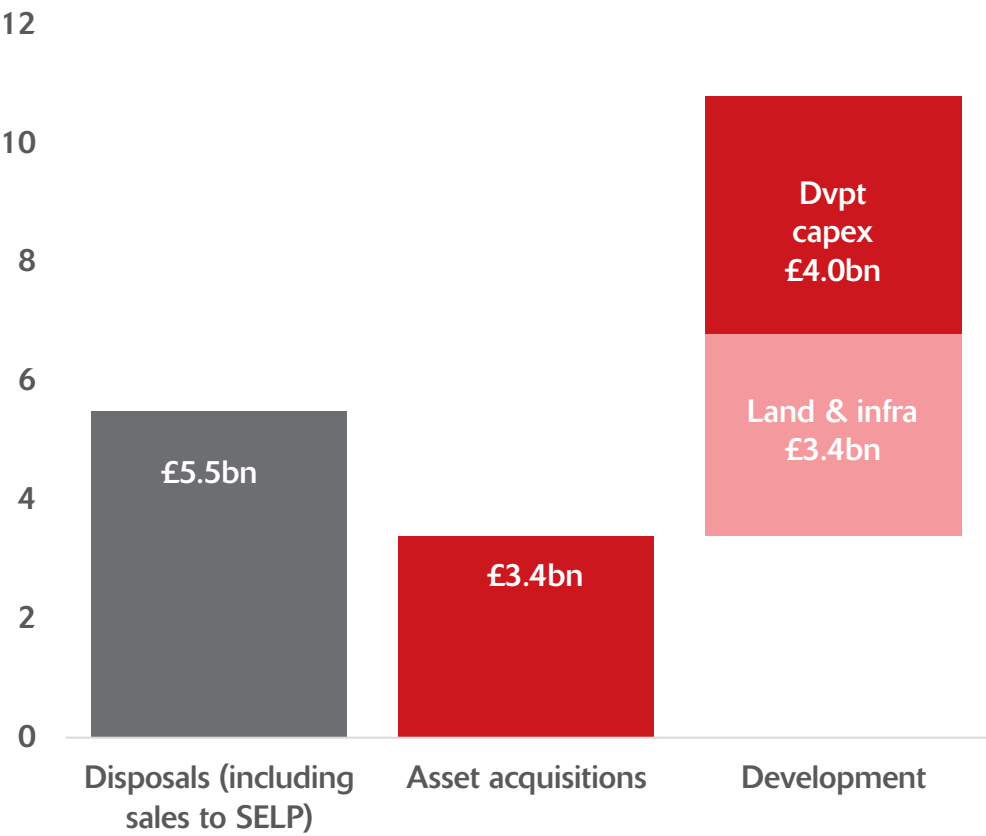 12
10
8
6
4
2
0
Dvpt
capex
£4.0bn
Land & infra
£3.4bn
£5.5bn
£3.4bn
Disposals (including
sales to SELP)
Asset acquisitions
Development